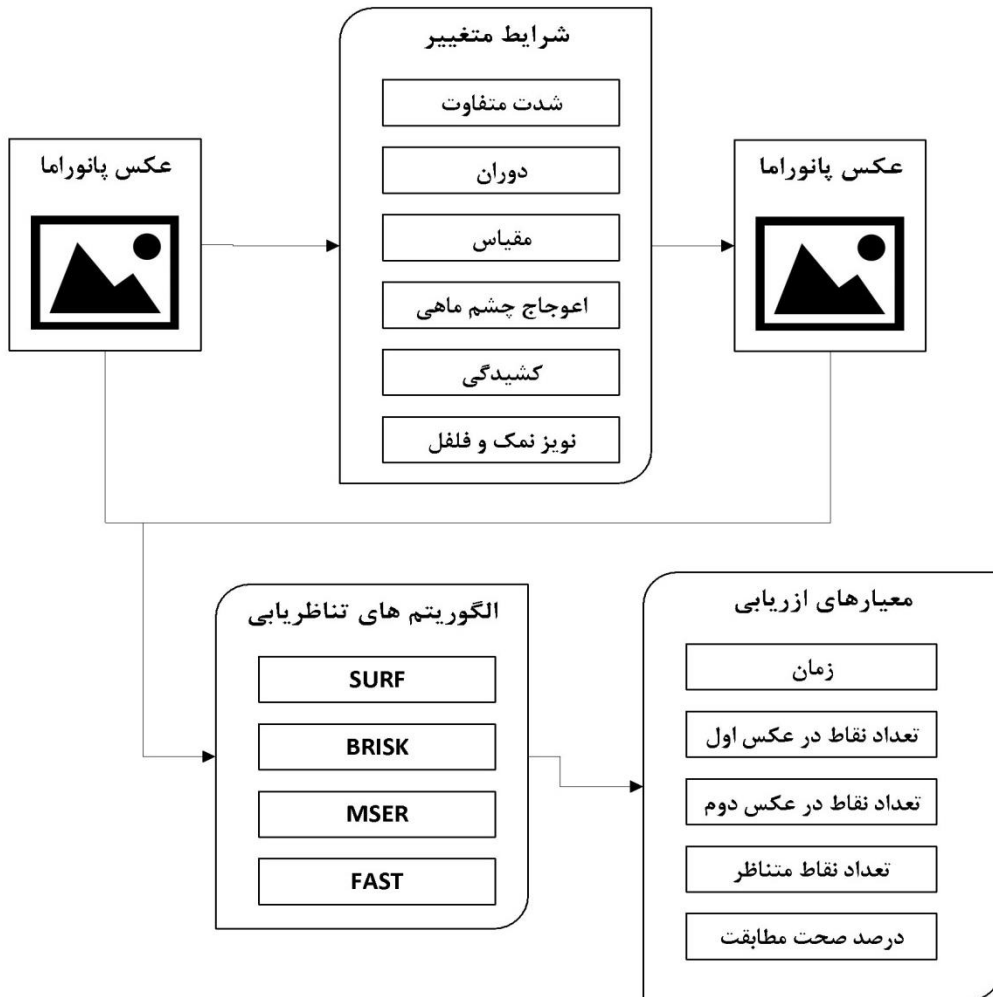 شرایط متغییر
شدت متفاوت
دوران
مقیاس
اعوجاج چشم ماهی
کشیدگی
نویز نمک و فلفل
عکس پانوراما
عکس پانوراما
الگوریتم های تناظریابی
SURF
BRISK
MSER
FAST
معیارهای ازریابی
زمان
تعداد نقاط در عکس اول
تعداد نقاط در عکس دوم
تعداد نقاط متناظر
درصد صحت مطابقت